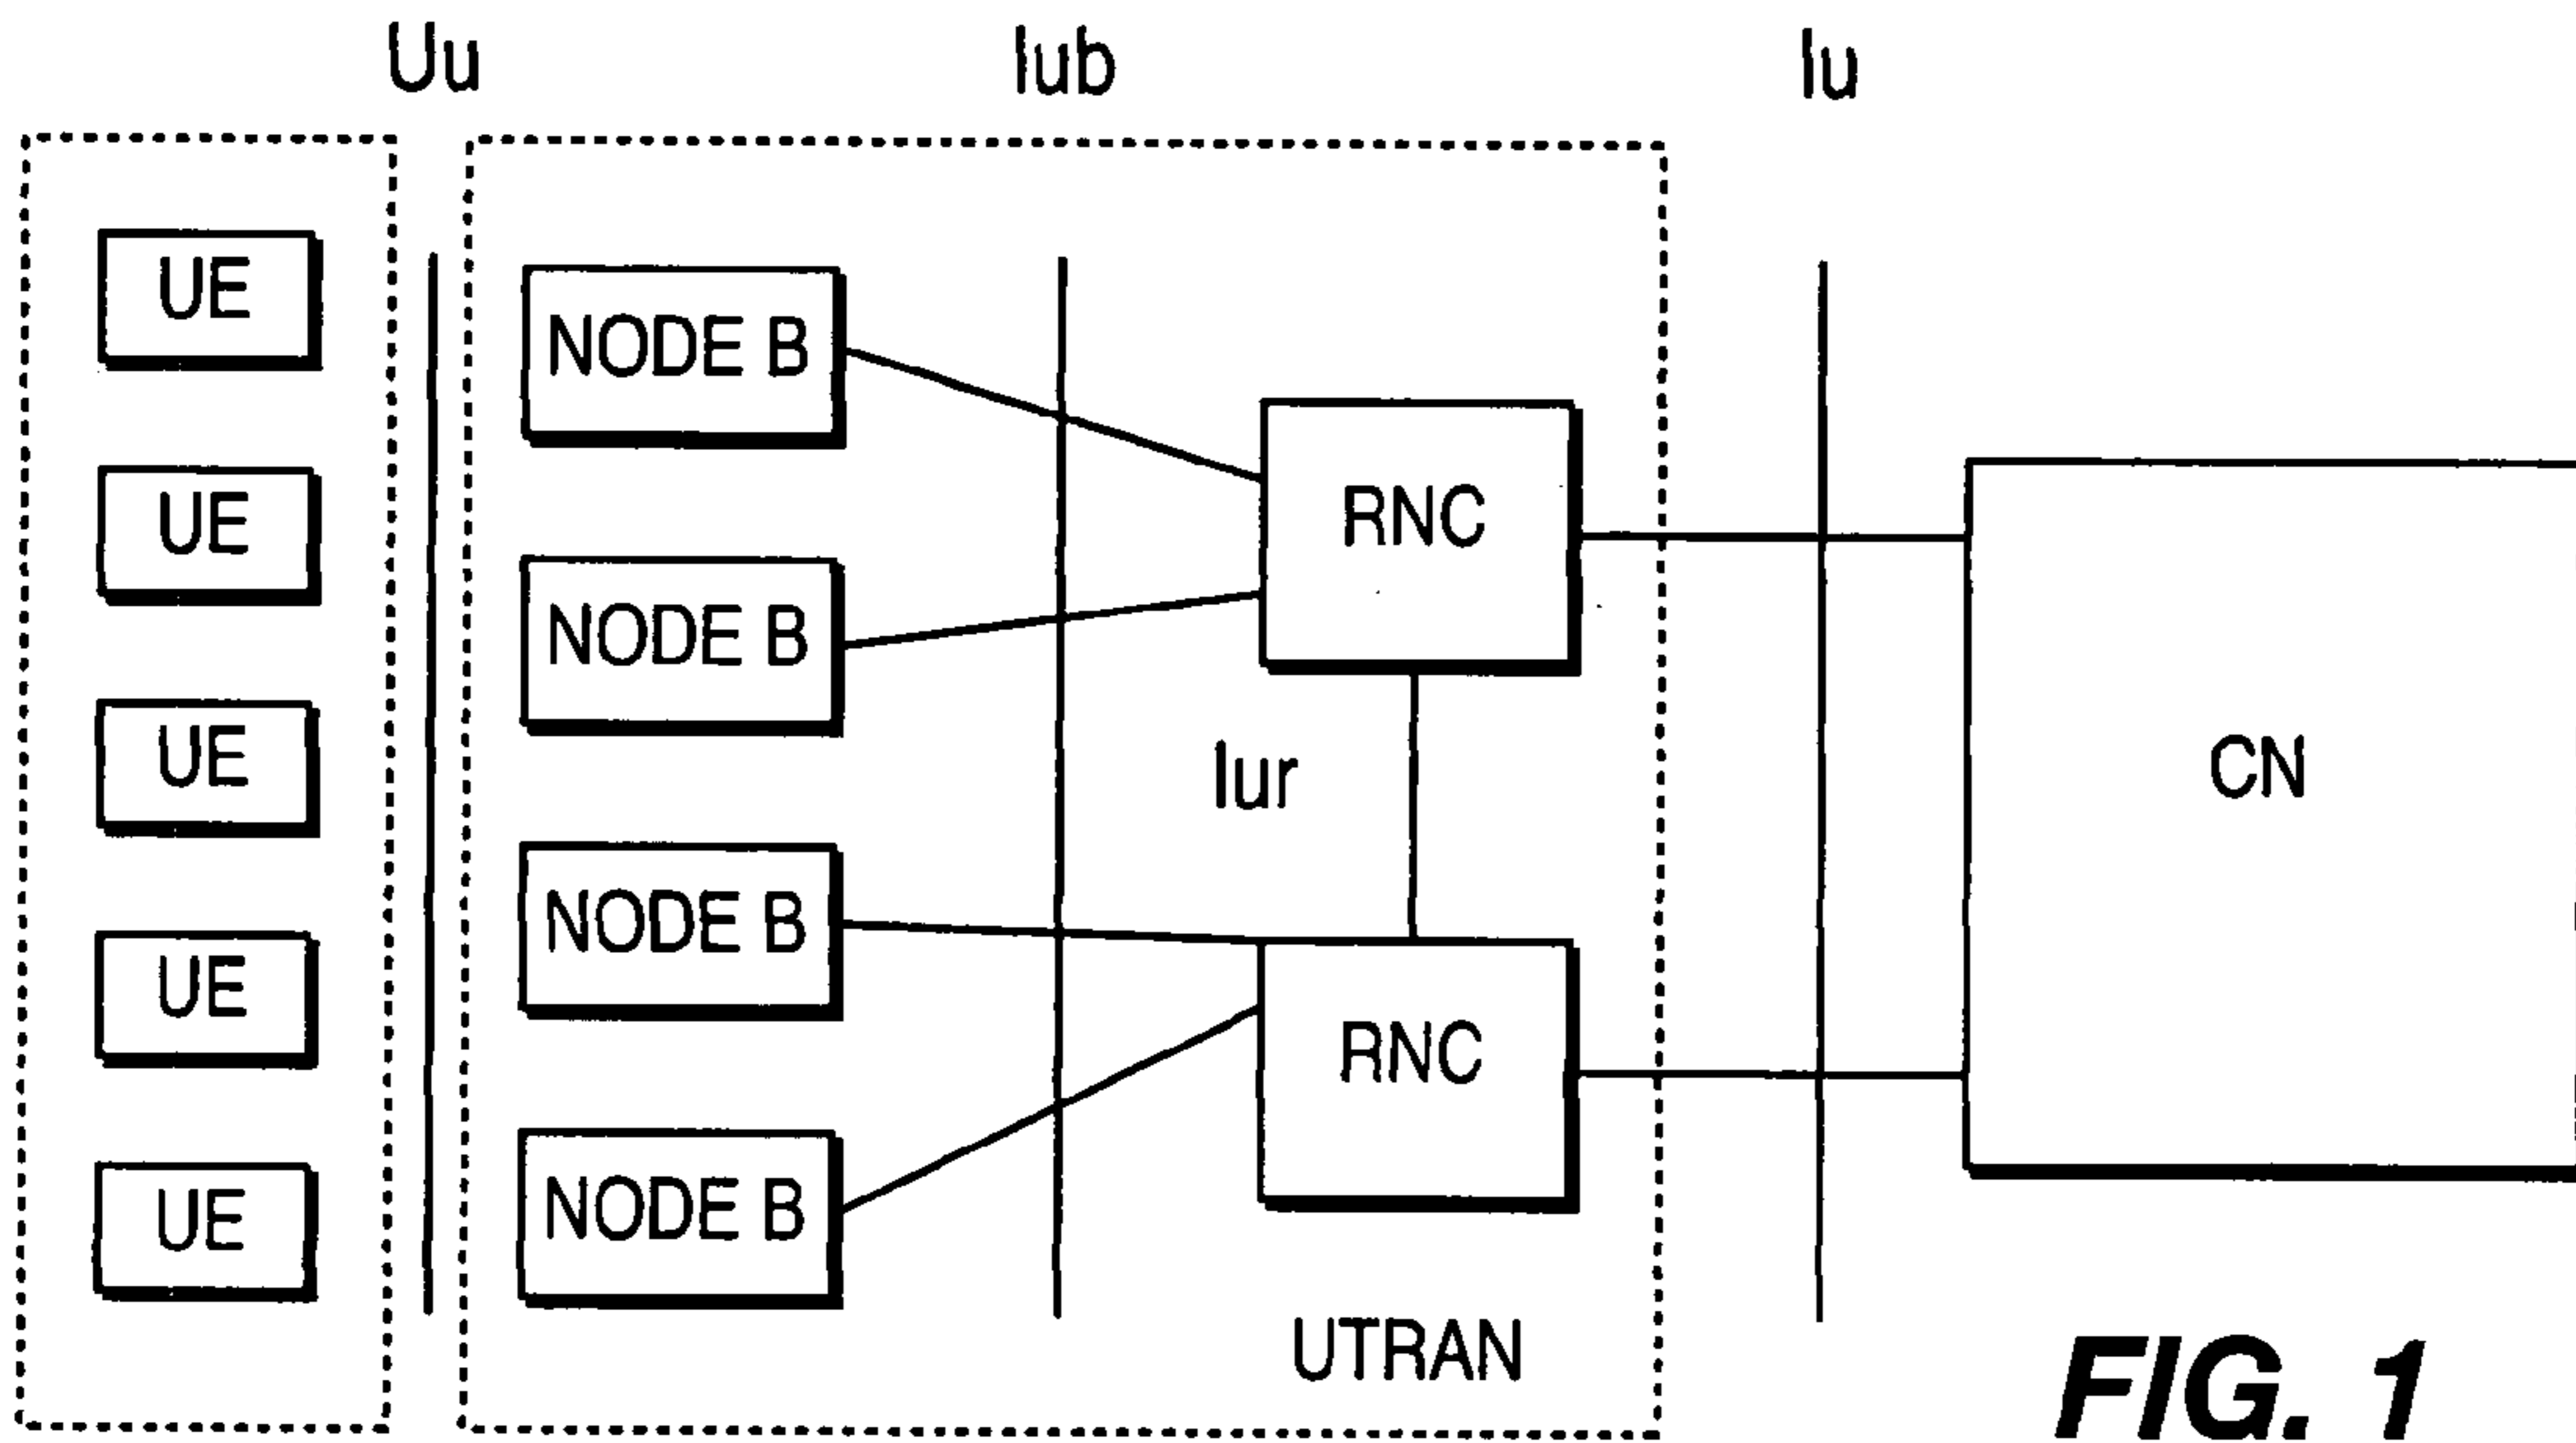 Uu
Iub
Iu
UE
UE
UE
UE
UE
NODE B
NODE B
NODE B
NODE B
RNC
Iur
RNC
UTRAN
CN
FIG. 1